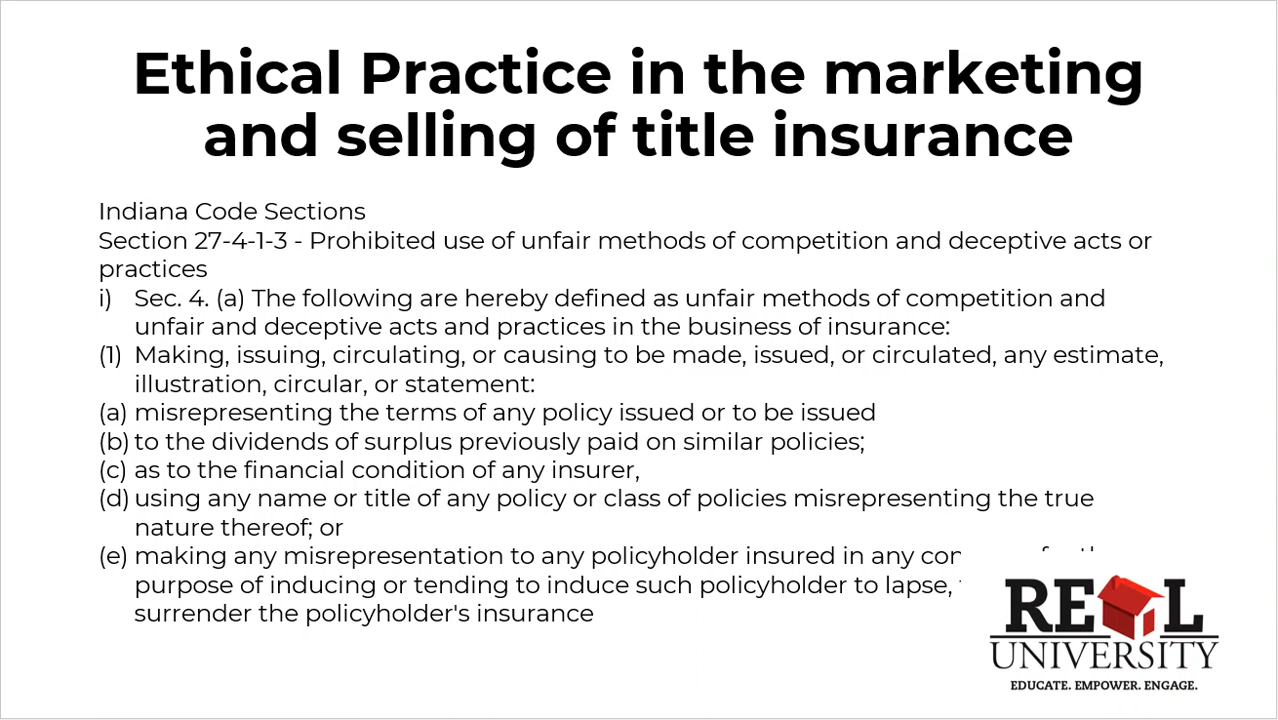 Ethical Practice in the marketing
and selling of title insurance
Indiana Code Sections
Section 27-4-1-3 - Prohibited use of unfair methods of competition and deceptive acts or
practices
i) Sec. 4. (a) The following are hereby defined as unfair methods of competition and
unfair and deceptive acts and practices in the business of insurance:
(1) Making, issuing, circulating, or causing to be made, issued, or circulated, any estimate,
illustration, circular, or statement:
(a) misrepresenting the terms of any policy issued or to be issued
(b) to the dividends of surplus previously paid on similar policies;
(c) as to the financial condition of any insurer,
(d) using any name or title of any policy or class of policies misrepresenting the true
nature thereof; or
(e) making any misrepresentation to any policyholder insured in any
purpose of inducing or tending to induce such policyholder to lapse,
surrender the policyholder's insurance
REAL
UNIVERSITY
EDUCATE. EMPOWER. ENGAGE.